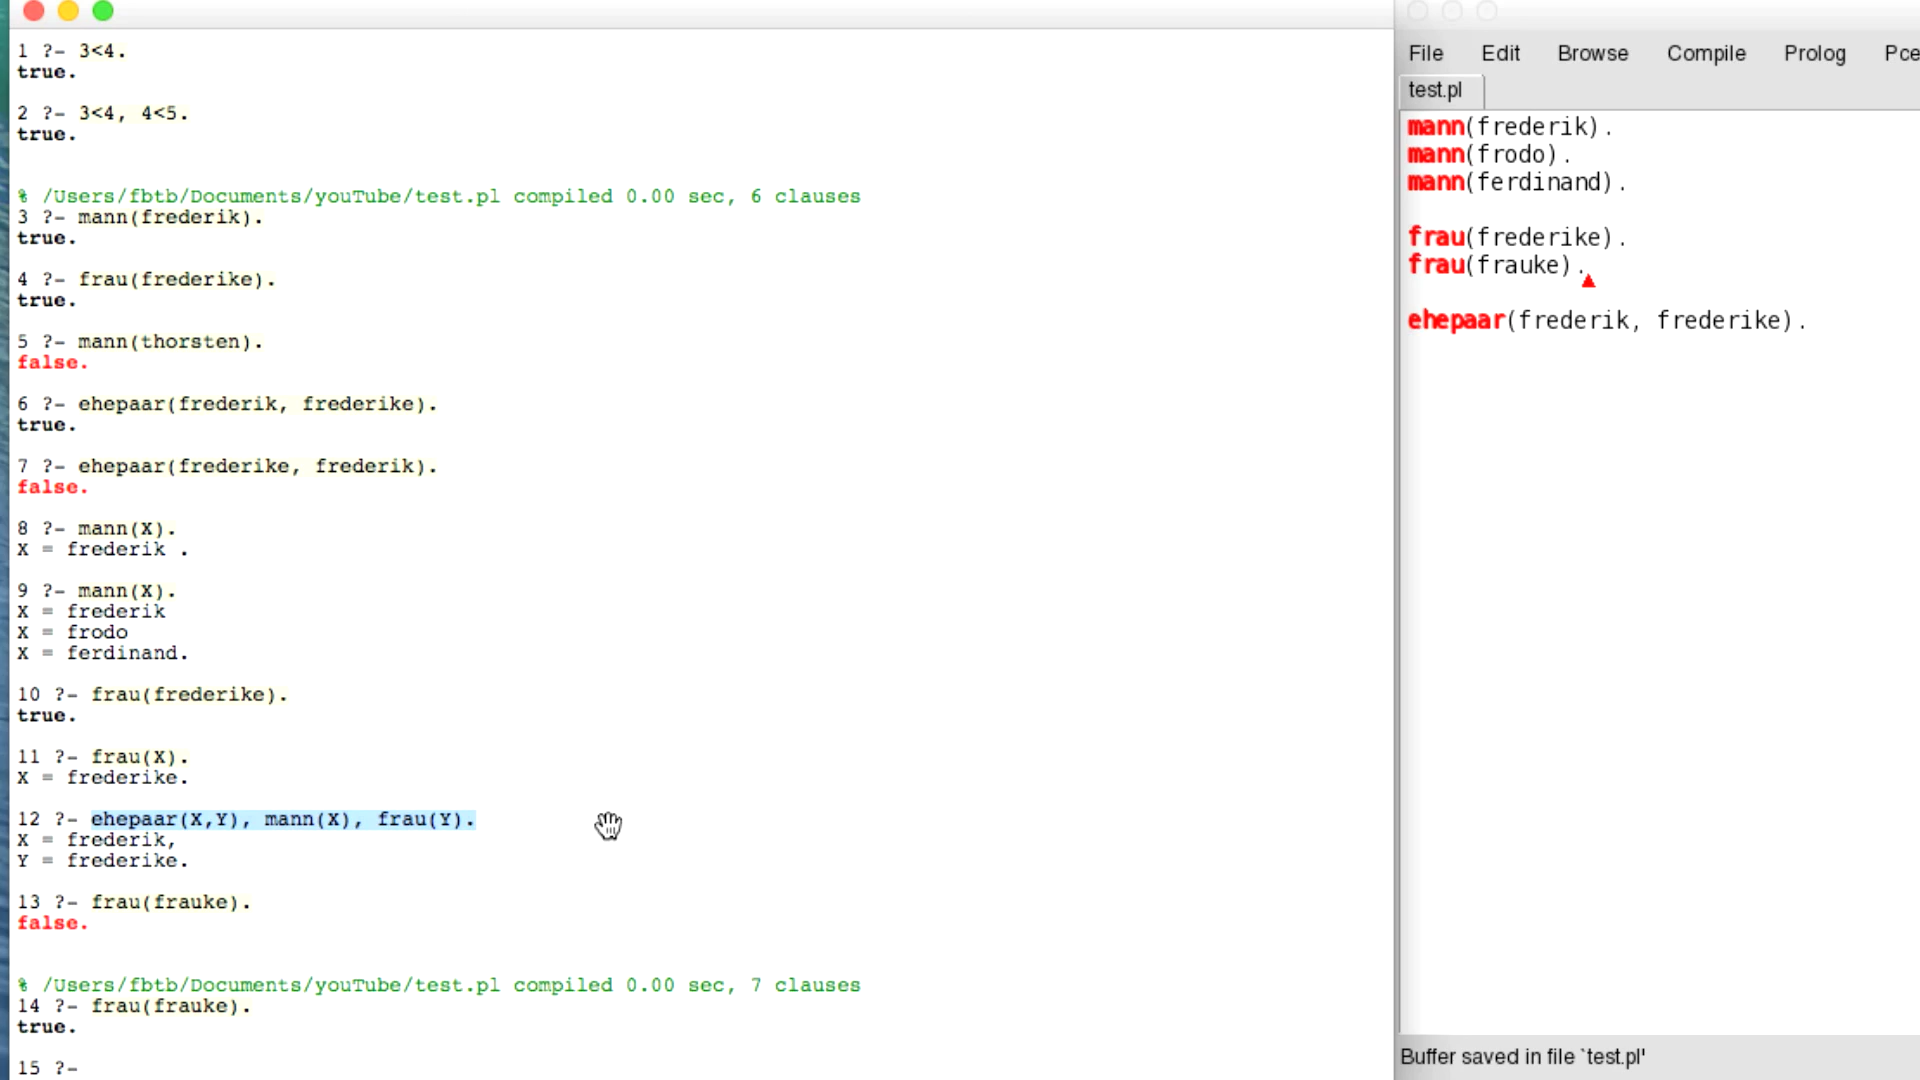 1 ?- 3<4.
true.
2 ?- 3<4, 4<5.
true.
% /Users/fbtb/Documents/youTube/test.pl compiled 0.00 sec, 6 clauses
3 ?- mann(frederik).
true.
4 ?- frau(frederike).
true.
5 ?- mann(thorsten).
false.
6 ?- ehepaar(frederik, frederike).
true.
7 ?- ehepaar(frederike, frederik).
false.
8 ?- mann(X).
X = frederik .
9 ?- mann(X).
X = frederik
X = frodo
X = ferdinand.
10 ?- frau(frederike).
true.
11 ?- frau(X).
X = frederike.
12 ?- ehepaar(X,Y), mann(X), frau(Y).
X = frederik,
Y = frederike.
13 ?- frau(frauke).
false.
% /Users/fbtb/Documents/youTube/test.pl compiled 0.00 sec, 7 clauses
14 ?- frau(frauke).
true.
15 ?-
File Edit Browse Compile Prolog Pce
test.pl
mann(frederik).
mann(frodo).
mann(ferdinand).
frau(frederike).
frau(frauke).
ehepaar(frederik, frederike).
Buffer saved in file `test.pl'